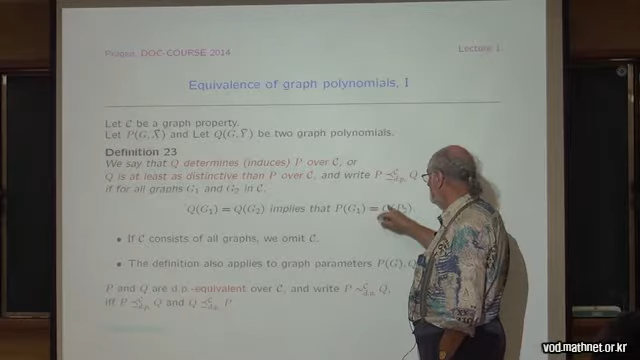 Prague, DOC-COURSE 2014
Lecture 1
Equivalence of graph polynomials, I
Let C be a graph property.
Let P(G, X̄) and Let Q(G, Ȳ) be two graph polynomials.
Definition 23
We say that Q determines (induces) P over C, or
Q is at least as distinctive than P over C, and write P ⪯ᶜd.p. Q
if for all graphs G₁ and G₂ in C.
Q(G₁) = Q(G₂) implies that P(G₁) =
• If C consists of all graphs, we omit C.
• The definition also applies to graph parameters P(G), Q
P and Q are d.p.-equivalent over C, and write P ∼ᶜd.p. Q,
iff P ⪯ᶜd.p. Q and Q ⪯ᶜd.p. P
vod.mathnet.or.kr